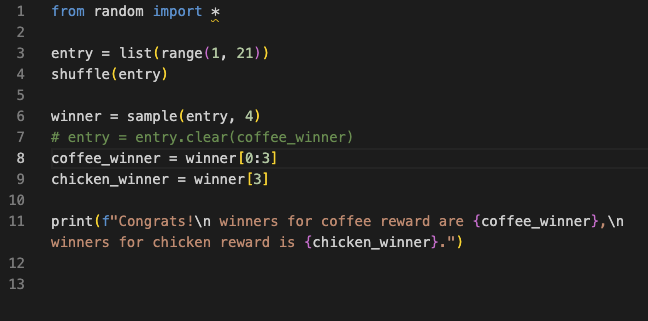 1 from random import *
2
3 entry = list(range(1, 21))
4 shuffle(entry)
5
6 winner = sample(entry, 4)
7 # entry = entry.clear(coffee_winner)
8 coffee_winner = winner[0:3]
9 chicken_winner = winner[3]
10
11 print(f"Congrats!\n winners for coffee reward are {coffee_winner},\n
winners for chicken reward is {chicken_winner}.")
12
13